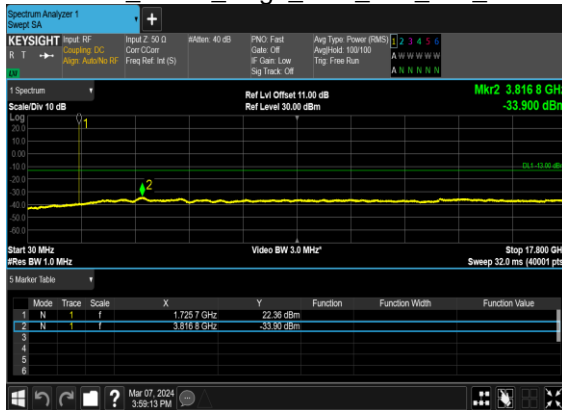 Spectrum Analyzer 1
Swept SA
+
KEYSIGHT Input: RF Input Z: 50 Ω #Atten: 40 dB PNO: Fast Avg Type: Power (RMS) 1 2 3 4 5 6
R T Coupling: DC Corr CCorr Gate: Off Avg|Hold: 100/100 A W W W W W
Align: Auto/No RF Freq Ref: Int (S) IF Gain: Low Trig: Free Run
LXI Sig Track: Off A N N N N N
1 Spectrum Ref Lvl Offset 11.00 dB Mkr2 3.816 8 GHz
Scale/Div 10 dB Ref Level 30.00 dBm -33.900 dBm
Log
20.0 1
10.0
0.00
-10.0 DL1 -13.00 dBm
-20.0
-30.0 2
-40.0
-50.0
-60.0
Start 30 MHz Video BW 3.0 MHz* Stop 17.800 GHz
#Res BW 1.0 MHz Sweep 32.0 ms (40001 pts)
5 Marker Table
Mode Trace Scale X Y Function Function Width Function Value
1 N 1 f 1.725 7 GHz 22.36 dBm
2 N 1 f 3.816 8 GHz -33.90 dBm
3
4
5
6
? Mar 07, 2024
3:59:13 PM